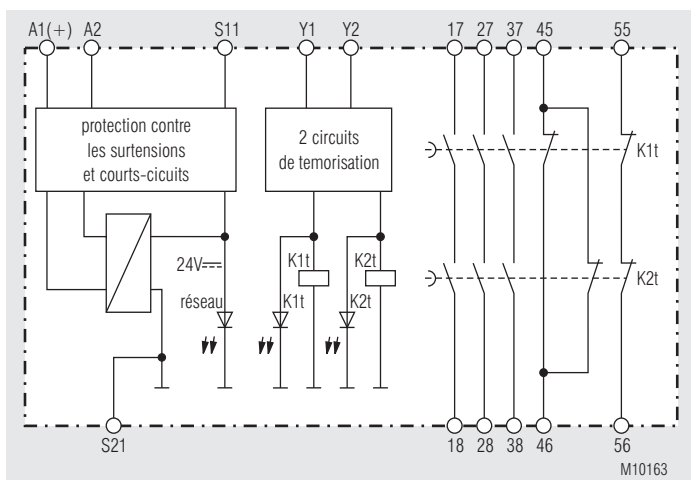 A1(+) A2 S11 Y1 Y2 17 27 37 45 55
protection contre
les surtensions
et courts-cicuits
2 circuits
de temorisation
K1t
24V
K1t
K2t
K2t
réseau
K1t
K2t
S21
18 28 38 46 56
M10163